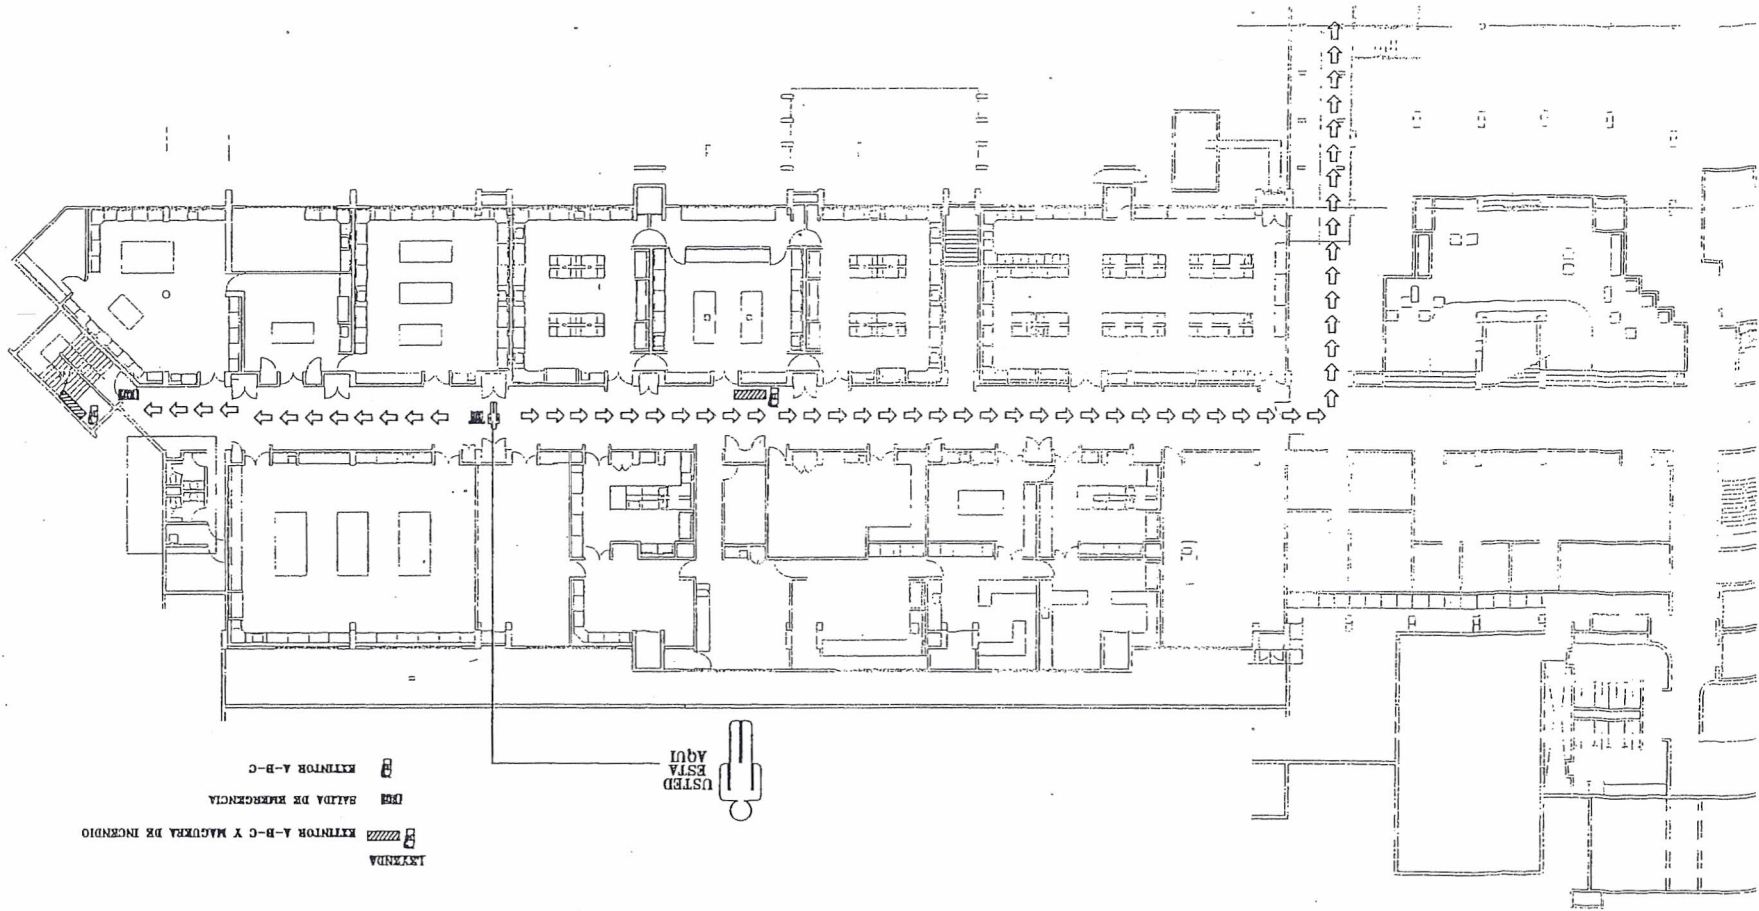 LEYENDA
EXTINTOR A-B-C Y MAGUERA DE INCENDIO
SALIDA DE EMERGENCIA
EXTINTOR A-B-C
USTED
ESTA
AQUI